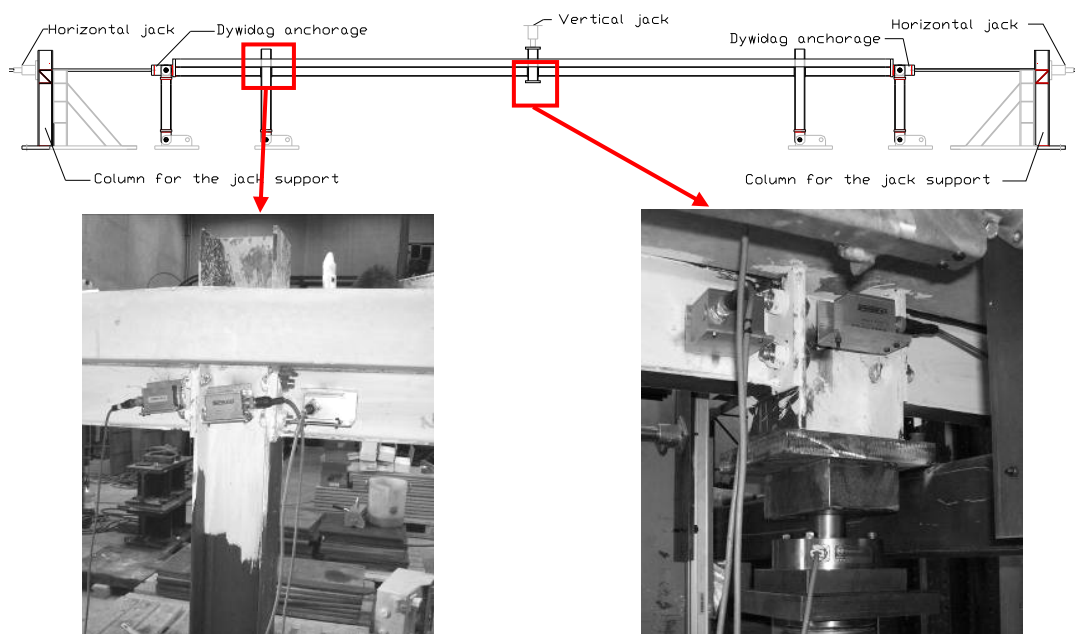 Vertical jack
Horizontal jack
Dywidag anchorage
Dywidag anchorage
Horizontal jack
Column for the jack support
Column for the jack support